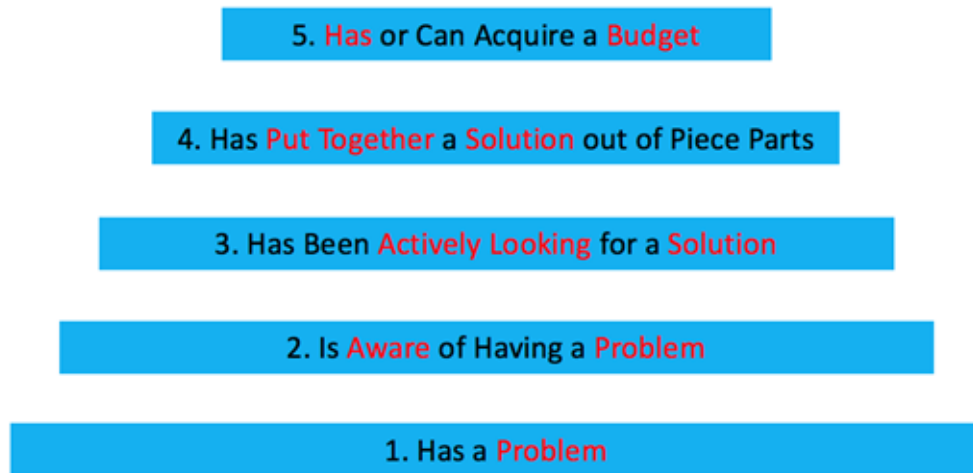 5. Has or Can Acquire a Budget
4. Has Put Together a Solution out of Piece Parts
3. Has Been Actively Looking for a Solution
2. Is Aware of Having a Problem
1. Has a Problem